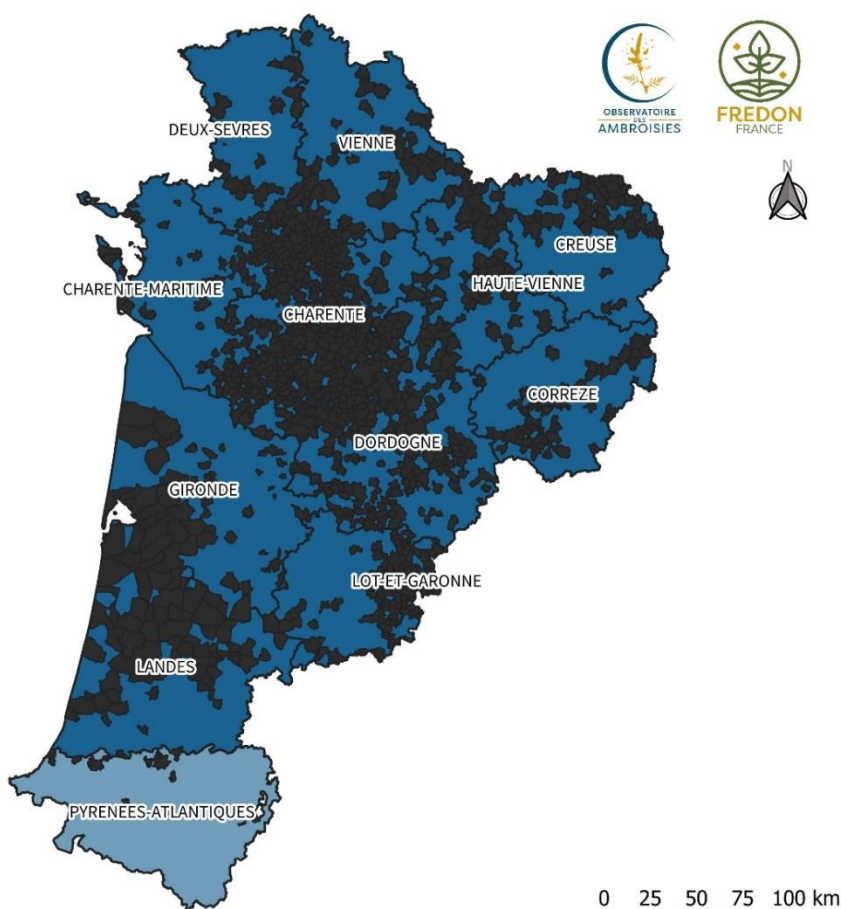 OBSERVATOIRE
DES
AMBROISIES
FREDON
FRANCE
N
DEUX-SEVRES
VIENNE
CREUSE
HAUTE-VIENNE
CHARENTE-MARITIME
CHARENTE
CORREZE
DORDOGNE
GIRONDE
LOT-ET-GARONNE
LANDES
PYRENEES-ATLANTIQUES
0 25 50 75 100 km